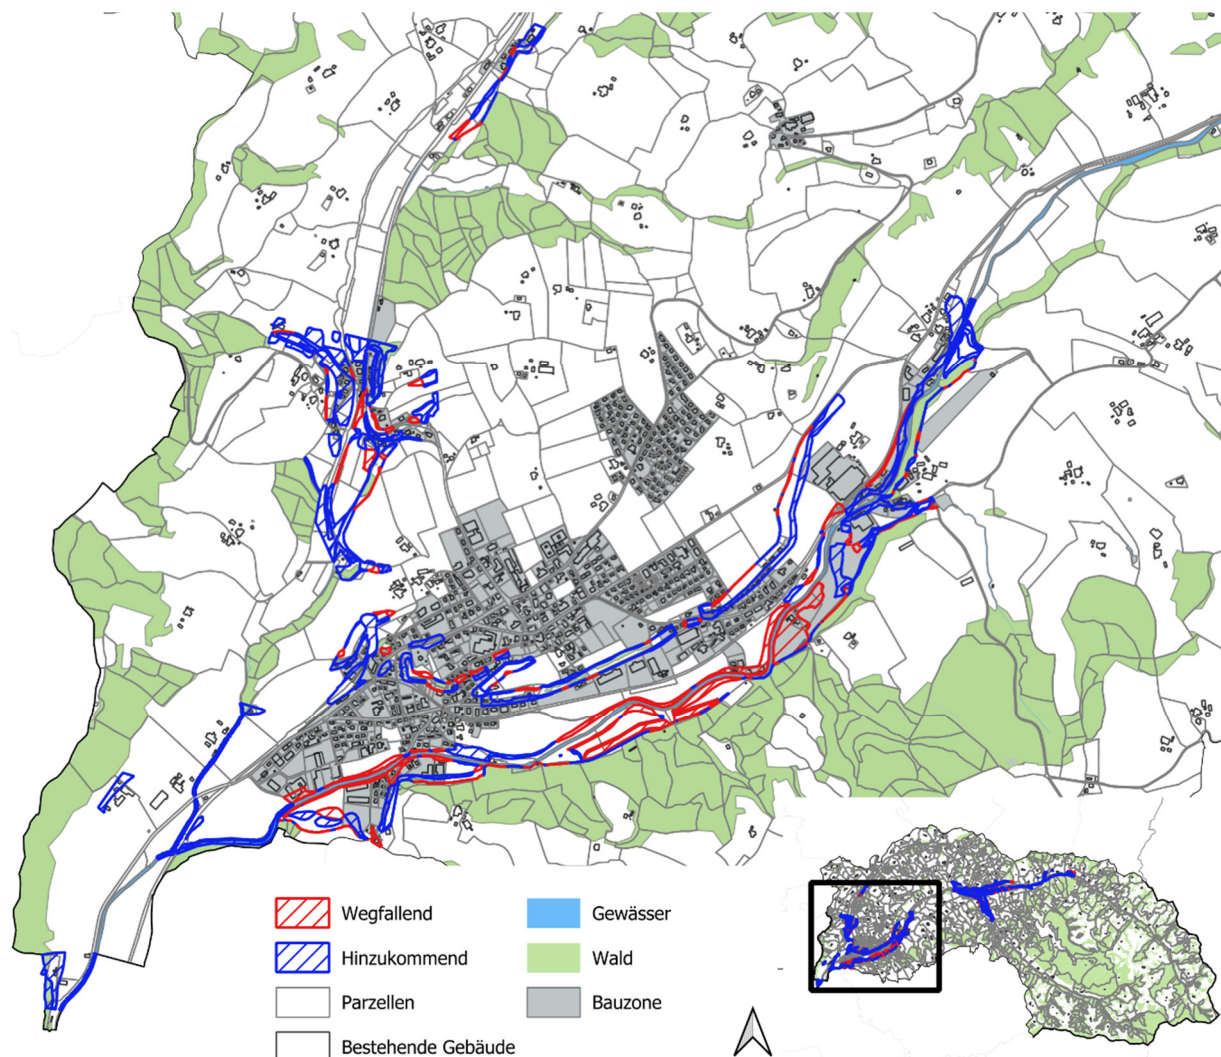 Wegfallend
Hinzukommend
Parzellen
Bestehende Gebäude
Gewässer
Wald
Bauzone